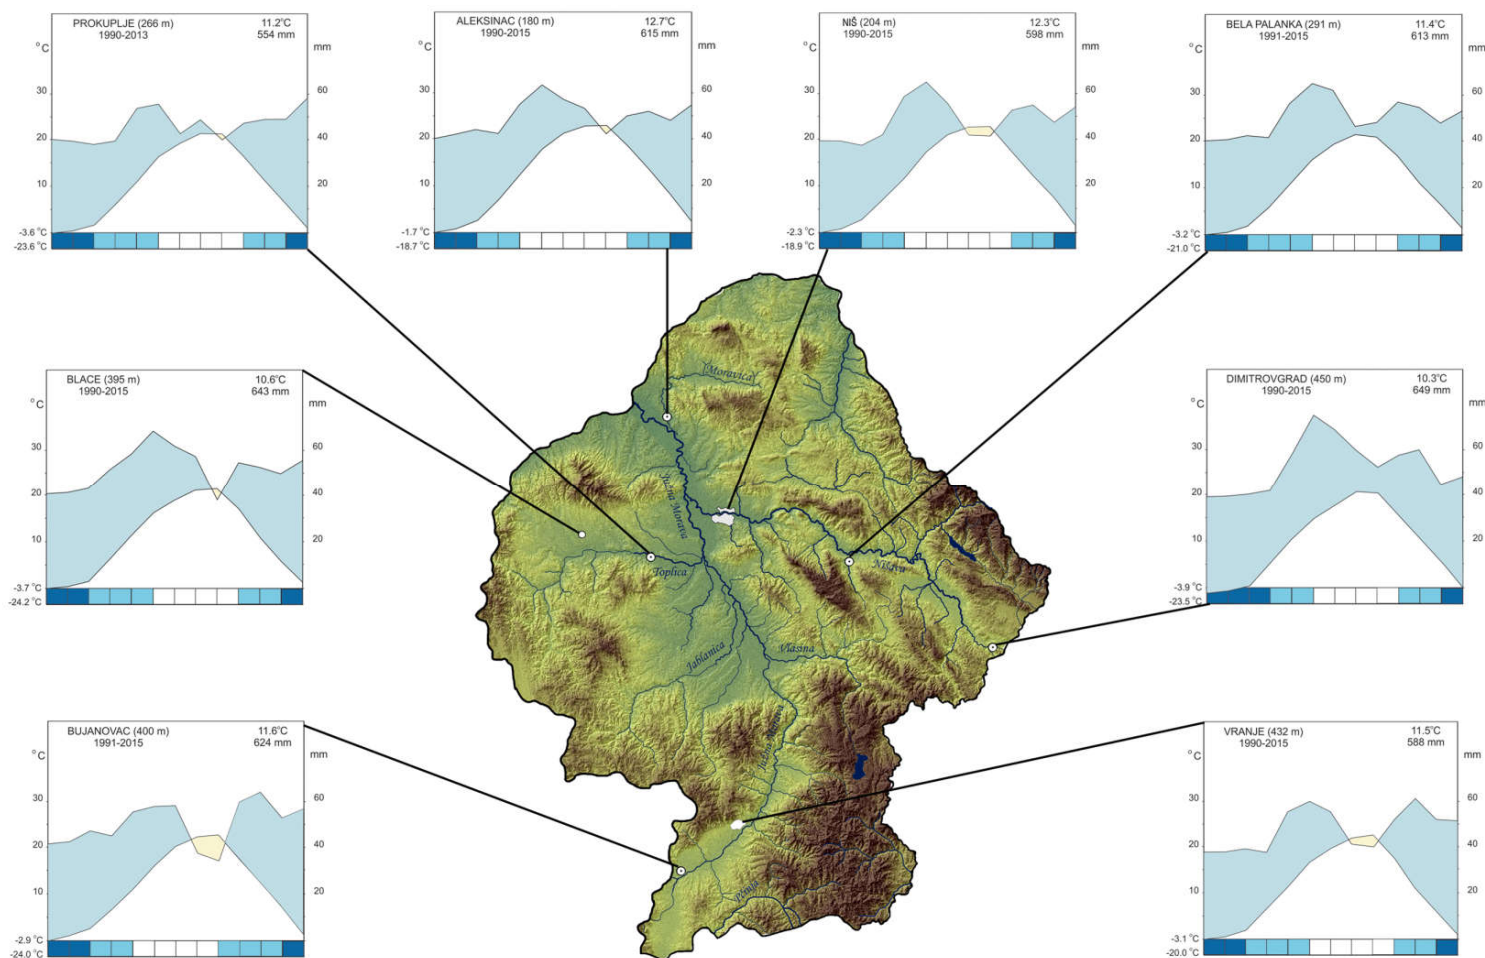 PROKUPLJE (266 m) 11.2°C
1990-2013 554 mm
°C mm
30 60
20 40
10 20
-3.6 °C
-23.6 °C
ALEKSINAC (180 m) 12.7°C
1990-2015 615 mm
°C mm
30 60
20 40
10 20
-1.7 °C
-18.7 °C
NIŠ (204 m) 12.3°C
1990-2015 598 mm
°C mm
30 60
20 40
10 20
-2.3 °C
-18.9 °C
BELA PALANKA (291 m) 11.4°C
1991-2015 613 mm
°C mm
30 60
20 40
10 20
-3.2 °C
-21.0 °C
BLACE (395 m) 10.6°C
1990-2015 643 mm
°C mm
30 60
20 40
10 20
-3.7 °C
-24.2 °C
Moravica
Južna Morava
Toplica
Nišava
Jablanica
Vlasina
Južna Morava
Pčinja
DIMITROVGRAD (450 m) 10.3°C
1990-2015 649 mm
°C mm
30 60
20 40
10 20
-3.9 °C
-23.5 °C
BUJANOVAC (400 m) 11.6°C
1991-2015 624 mm
°C mm
30 60
20 40
10 20
-2.9 °C
-24.0 °C
VRANJE (432 m) 11.5°C
1990-2015 588 mm
°C mm
30 60
20 40
10 20
-3.1 °C
-20.0 °C